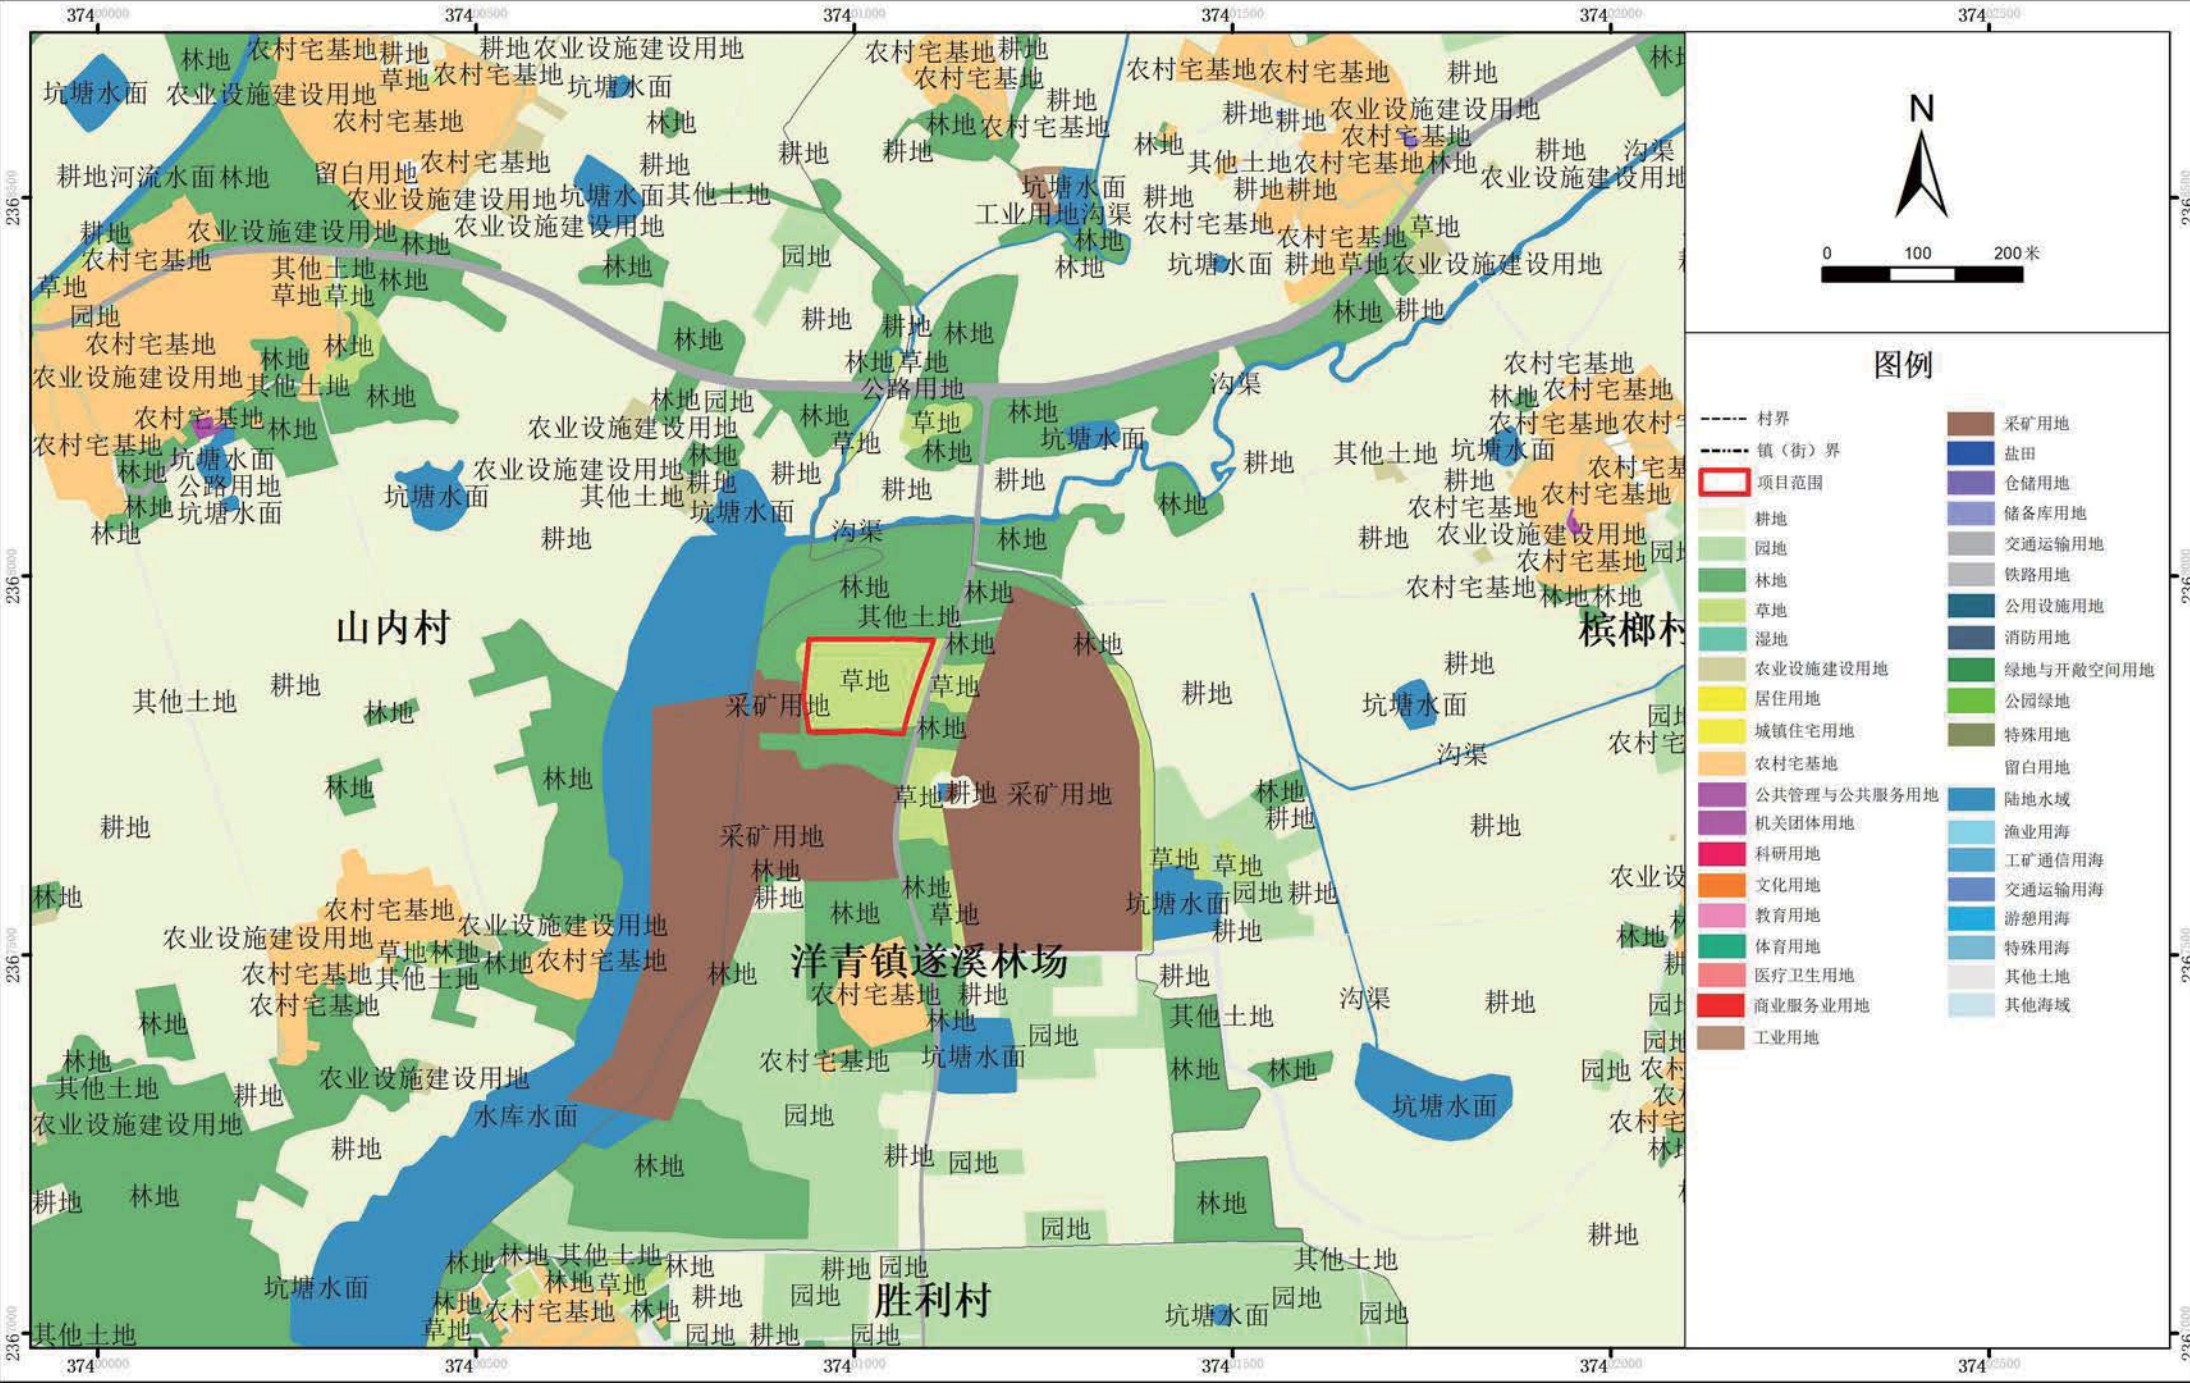 37400000 37400500 37401000 37401500 37402000 37402500
林地 农村宅基地 耕地 耕地 农业设施建设用地 农村宅基地 耕地
坑塘水面 农业设施建设用地 草地 农村宅基地 坑塘水面 农村宅基地 农村宅基地 农村宅基地 耕地
农村宅基地 林地 林地 农村宅基地 耕地 耕地 耕地 农业设施建设用地 农村宅基地
耕地 河流水面 林地 留白用地 农村宅基地 耕地 耕地 耕地 林地 其他土地 农村宅基地 林地 耕地 沟渠
农业设施建设用地 坑塘水面 其他土地 坑塘水面 耕地 耕地 耕地 农业设施建设用地
耕地 农业设施建设用地 林地 农业设施建设用地 工业用地 沟渠 农村宅基地 农村宅基地 草地
农村宅基地 其他土地 林地 林地 园地 林地 林地 坑塘水面 耕地 草地 农业设施建设用地
草地 草地 草地 园地 耕地 耕地 林地 林地 耕地
农村宅基地 林地 林地 林地 林地 草地 农村宅基地
农业设施建设用地 其他土地 林地 公路用地 沟渠 林地 农村宅基地
农村宅基地 林地 农业设施建设用地 林地 园地 林地 草地 林地 农村宅基地
农村宅基地 林地 坑塘水面 林地 草地 林地 坑塘水面 其他土地 坑塘水面
公路用地 坑塘水面 农业设施建设用地 其他土地 耕地 耕地 耕地 耕地 耕地 耕地 农村宅基地
林地 坑塘水面 坑塘水面 林地 农村宅基地
林地 耕地 沟渠 林地 耕地 农业设施建设用地 园地
农村宅基地
林地 林地 农村宅基地 林地 林地
山内村 其他土地 林地 林地 槟榔村
其他土地 耕地 林地 草地 草地 耕地 耕地 坑塘水面
采矿用地 林地 沟渠
林地 林地 草地 耕地 采矿用地 林地
耕地 采矿用地 耕地 耕地
林地 林地 耕地 林地 草地 草地
农村宅基地 农业设施建设用地 林地 草地 坑塘水面 园地 耕地
农业设施建设用地 草地 林地 林地 农村宅基地 耕地 林地
农村宅基地 其他土地 林地 洋青镇遂溪林场 耕地
农村宅基地 农村宅基地 耕地 沟渠 耕地
林地 林地 园地 其他土地
林地 农村宅基地 坑塘水面 林地 林地 园地
其他土地 耕地 农业设施建设用地
农业设施建设用地 水库水面 园地 坑塘水面
耕地 林地 耕地 园地
耕地 林地 林地 园地 耕地
林地 林地 其他土地 林地 耕地 园地 其他土地
坑塘水面 林地 草地 耕地 园地 胜利村 坑塘水面 园地 园地
林地 农村宅基地 林地
其他土地 草地 园地 耕地 园地
37400000 37400500 37401000 37401500 37402000 37402500
N
0 100 200米
图例
村界
镇（街）界
项目范围
耕地
园地
林地
草地
湿地
农业设施建设用地
居住用地
城镇住宅用地
农村宅基地
公共管理与公共服务用地
机关团体用地
科研用地
文化用地
教育用地
体育用地
医疗卫生用地
商业服务业用地
工业用地
采矿用地
盐田
仓储用地
储备库用地
交通运输用地
铁路用地
公用设施用地
消防用地
绿地与开敞空间用地
公园绿地
特殊用地
留白用地
陆地水域
渔业用海
工矿通信用海
交通运输用海
游憩用海
特殊用海
其他土地
其他海域